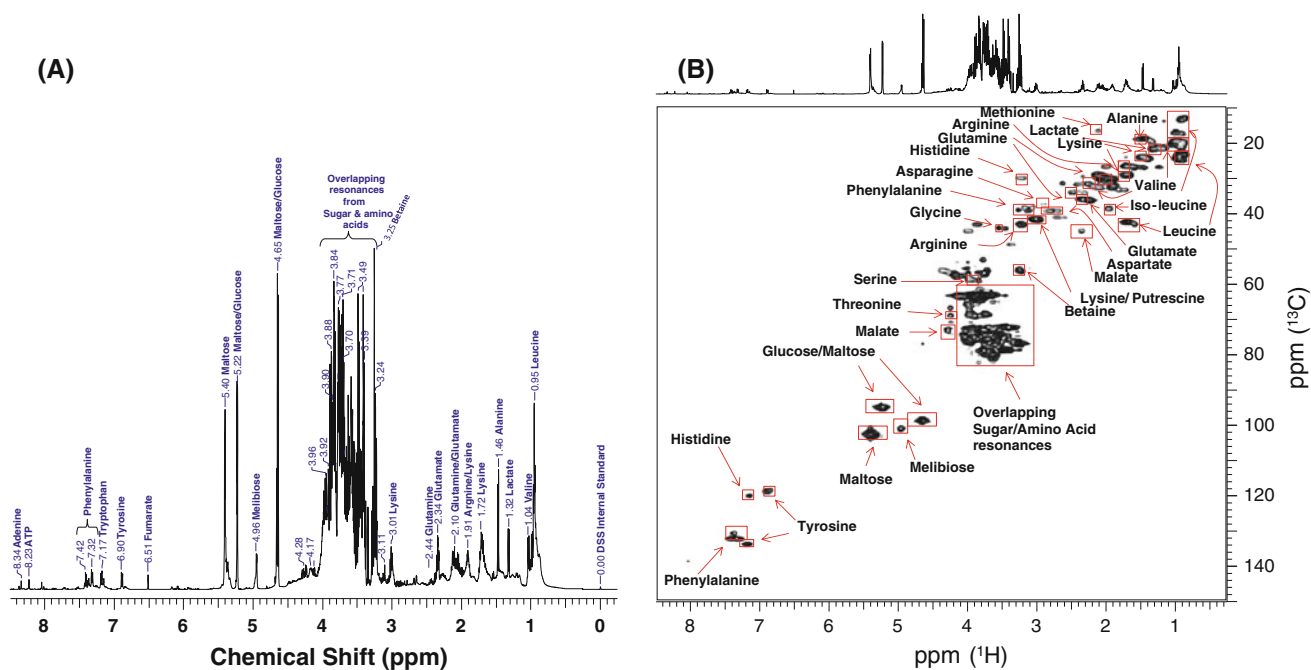 (A)
8.34 Adenine
8.23 ATP
Phenylalanine
7.42
7.32
7.17 Tryptophan
6.90 Tyrosine
6.51 Fumarate
5.40 Maltose
5.22 Maltose/Glucose
4.96 Melibiose
4.65 Maltose/Glucose
4.28
4.17
Overlapping
resonances
from
Sugar & amino
acids
3.96
3.92
3.90
3.88
3.84
3.77
3.71
3.70
3.49
3.39
3.25 Betaine
3.24
3.11
3.01 Lysine
2.44 Glutamine
2.34 Glutamate
2.10 Glutamine/Glutamate
1.91 Argnine/Lysine
1.72 Lysine
1.46 Alanine
1.32 Lactate
1.04 Valine
0.95 Leucine
0.00 DSS Internal Standard
8 7 6 5 4 3 2 1 0
Chemical Shift (ppm)
(B)
Methionine
Alanine
Arginine
Lactate
Glutamine
Lysine
Histidine
Asparagine
Valine
Phenylalanine
Iso-leucine
Glycine
Leucine
Arginine
Glutamate
Aspartate
Malate
Serine
Lysine/ Putrescine
Threonine
Betaine
Malate
Glucose/Maltose
Overlapping
Sugar/Amino Acid
resonances
Histidine
Maltose
Melibiose
Tyrosine
Phenylalanine
20
40
60
80
100
120
140
ppm (¹³C)
8 7 6 5 4 3 2 1
ppm (¹H)